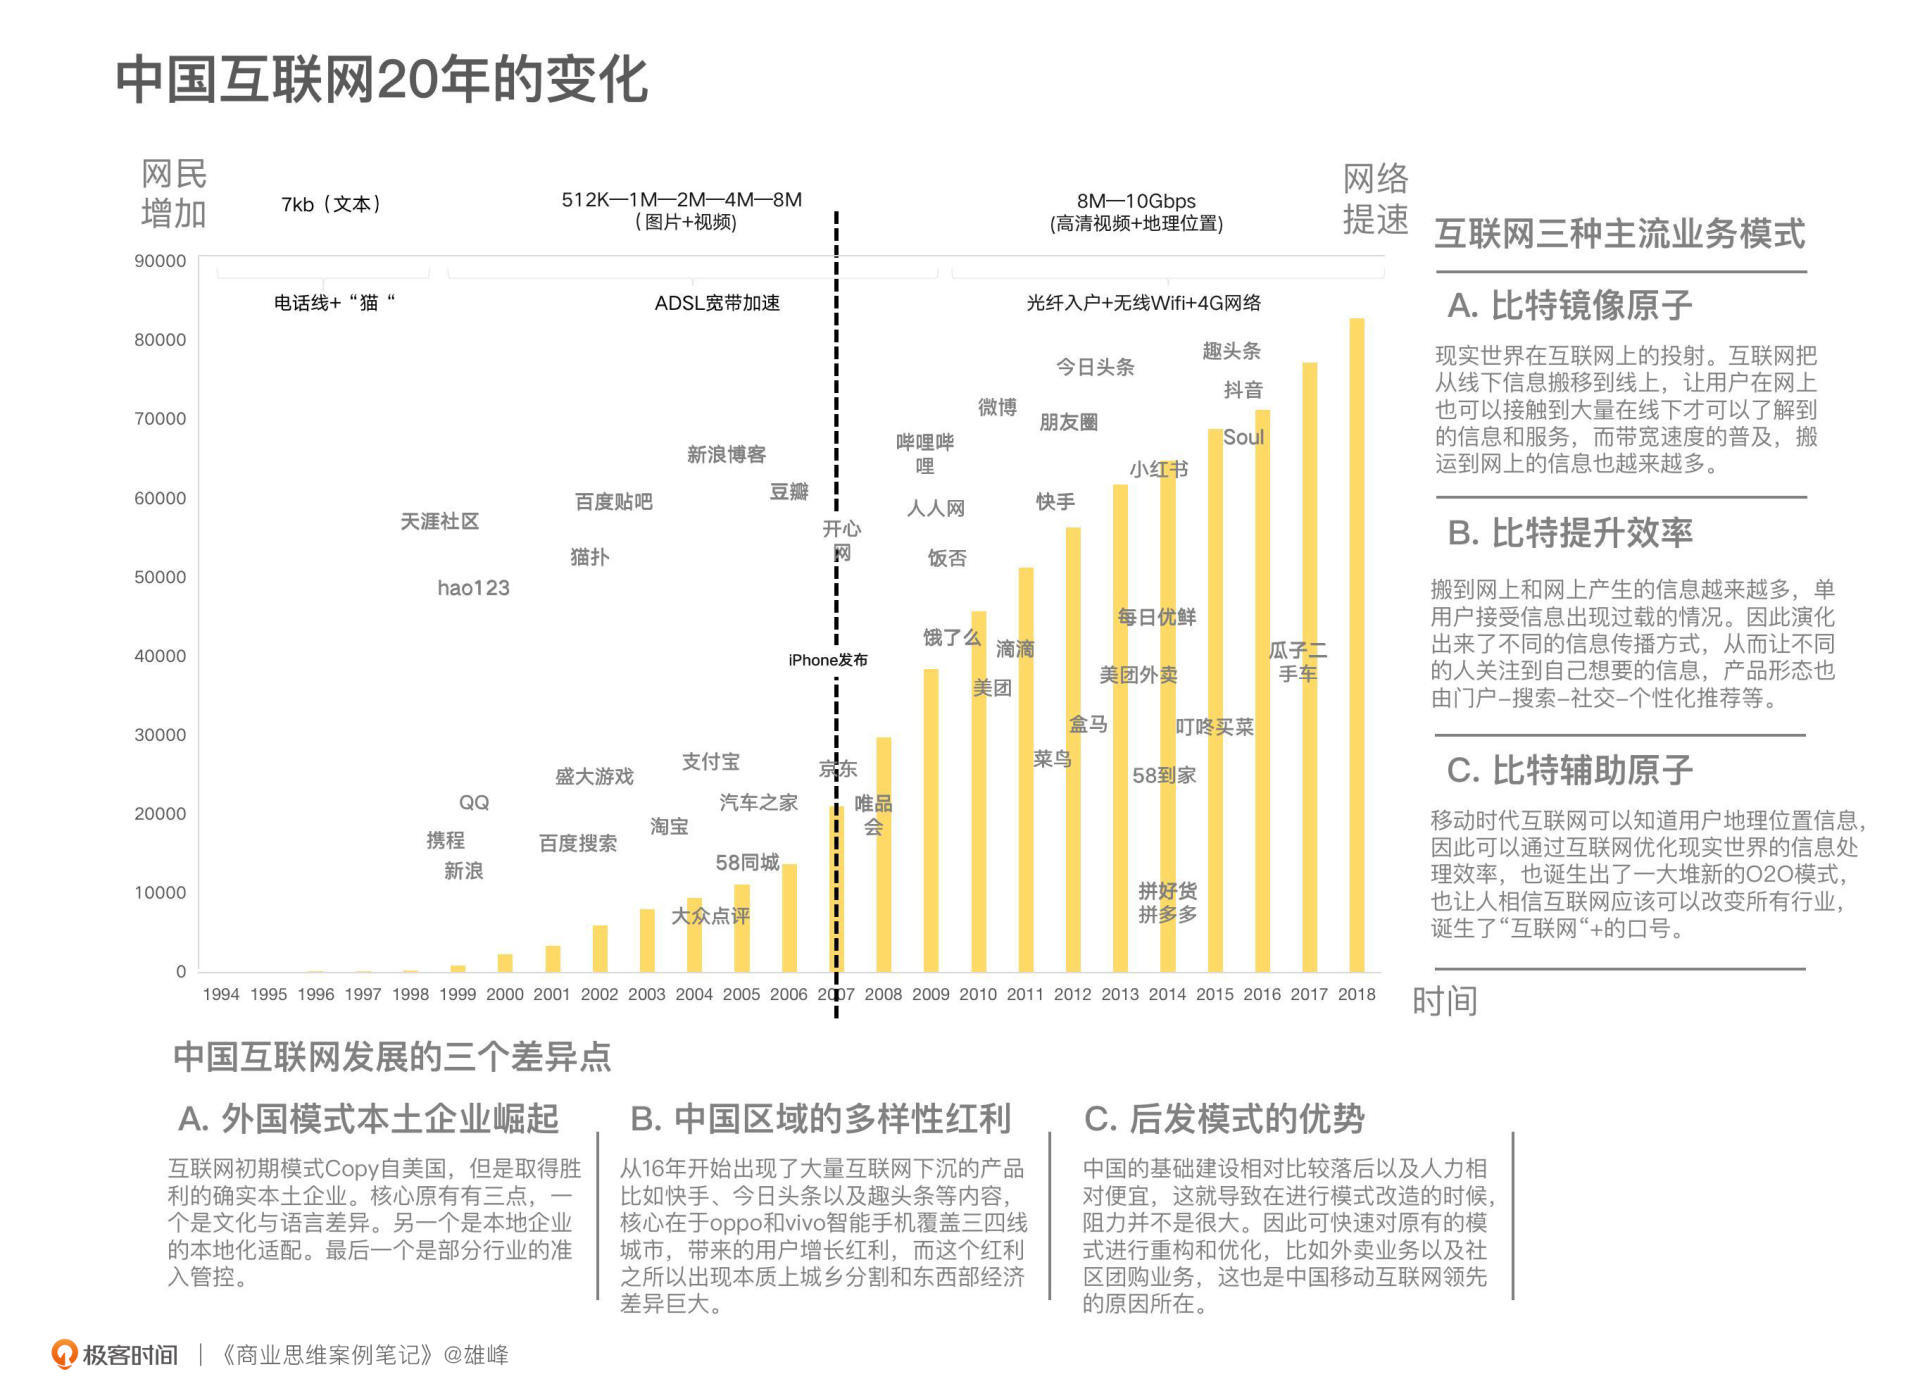 中国互联网20年的变化
网民
增加
7kb（文本）
512K—1M—2M—4M—8M
（图片+视频)
8M—10Gbps
(高清视频+地理位置)
网络
提速
90000
80000
70000
60000
50000
40000
30000
20000
10000
0
电话线+ “猫 “
ADSL宽带加速
光纤入户+无线Wifi+4G网络
趣头条
今日头条
抖音
微博
朋友圈
Soul
哔哩哔
哩
新浪博客
小红书
豆瓣
百度贴吧
快手
人人网
天涯社区
开心
网
猫扑
饭否
hao123
每日优鲜
饿了么
滴滴
瓜子二
手车
iPhone发布
美团外卖
美团
盒马
叮咚买菜
菜鸟
支付宝
京东
盛大游戏
58到家
QQ
汽车之家
唯品
会
淘宝
携程
百度搜索
58同城
新浪
拼好货
拼多多
大众点评
1994 1995 1996 1997 1998 1999 2000 2001 2002 2003 2004 2005 2006 2007 2008 2009 2010 2011 2012 2013 2014 2015 2016 2017 2018
时间
互联网三种主流业务模式
A. 比特镜像原子
现实世界在互联网上的投射。互联网把
从线下信息搬移到线上，让用户在网上
也可以接触到大量在线下才可以了解到
的信息和服务，而带宽速度的普及，搬
运到网上的信息也越来越多。
B. 比特提升效率
搬到网上和网上产生的信息越来越多，单
用户接受信息出现过载的情况。因此演化
出来了不同的信息传播方式，从而让不同
的人关注到自己想要的信息，产品形态也
由门户–搜索–社交–个性化推荐等。
C. 比特辅助原子
移动时代互联网可以知道用户地理位置信息，
因此可以通过互联网优化现实世界的信息处
理效率，也诞生出了一大堆新的O2O模式，
也让人相信互联网应该可以改变所有行业，
诞生了“互联网“+的口号。
中国互联网发展的三个差异点
A. 外国模式本土企业崛起
互联网初期模式Copy自美国，但是取得胜
利的确实本土企业。核心原有有三点，一
个是文化与语言差异。另一个是本地企业
的本地化适配。最后一个是部分行业的准
入管控。
B. 中国区域的多样性红利
从16年开始出现了大量互联网下沉的产品
比如快手、今日头条以及趣头条等内容，
核心在于oppo和vivo智能手机覆盖三四线
城市，带来的用户增长红利，而这个红利
之所以出现本质上城乡分割和东西部经济
差异巨大。
C. 后发模式的优势
中国的基础建设相对比较落后以及人力相
对便宜，这就导致在进行模式改造的时候，
阻力并不是很大。因此可快速对原有的模
式进行重构和优化，比如外卖业务以及社
区团购业务，这也是中国移动互联网领先
的原因所在。
极客时间 | 《商业思维案例笔记》@雄峰